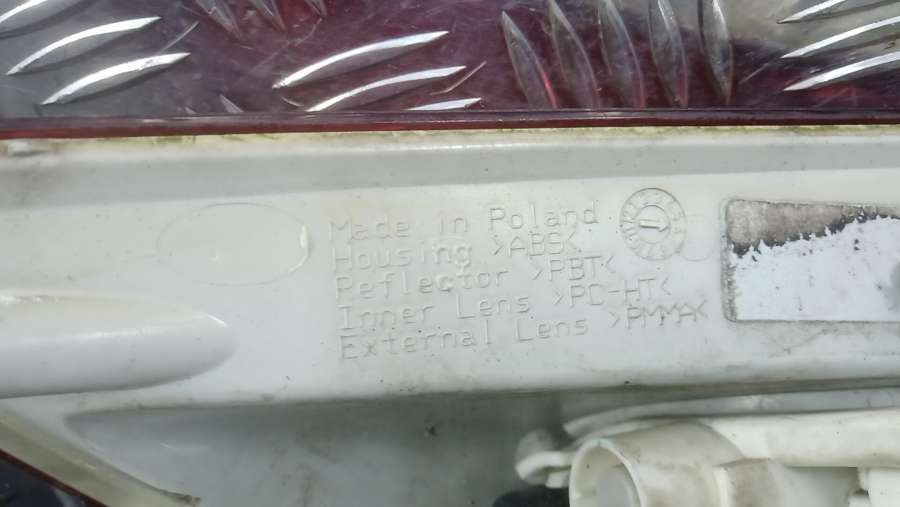 Made in Poland
Housing >ABS<
Reflector >PBT<
Inner Lens >PC-HT<
External Lens >PMMA<